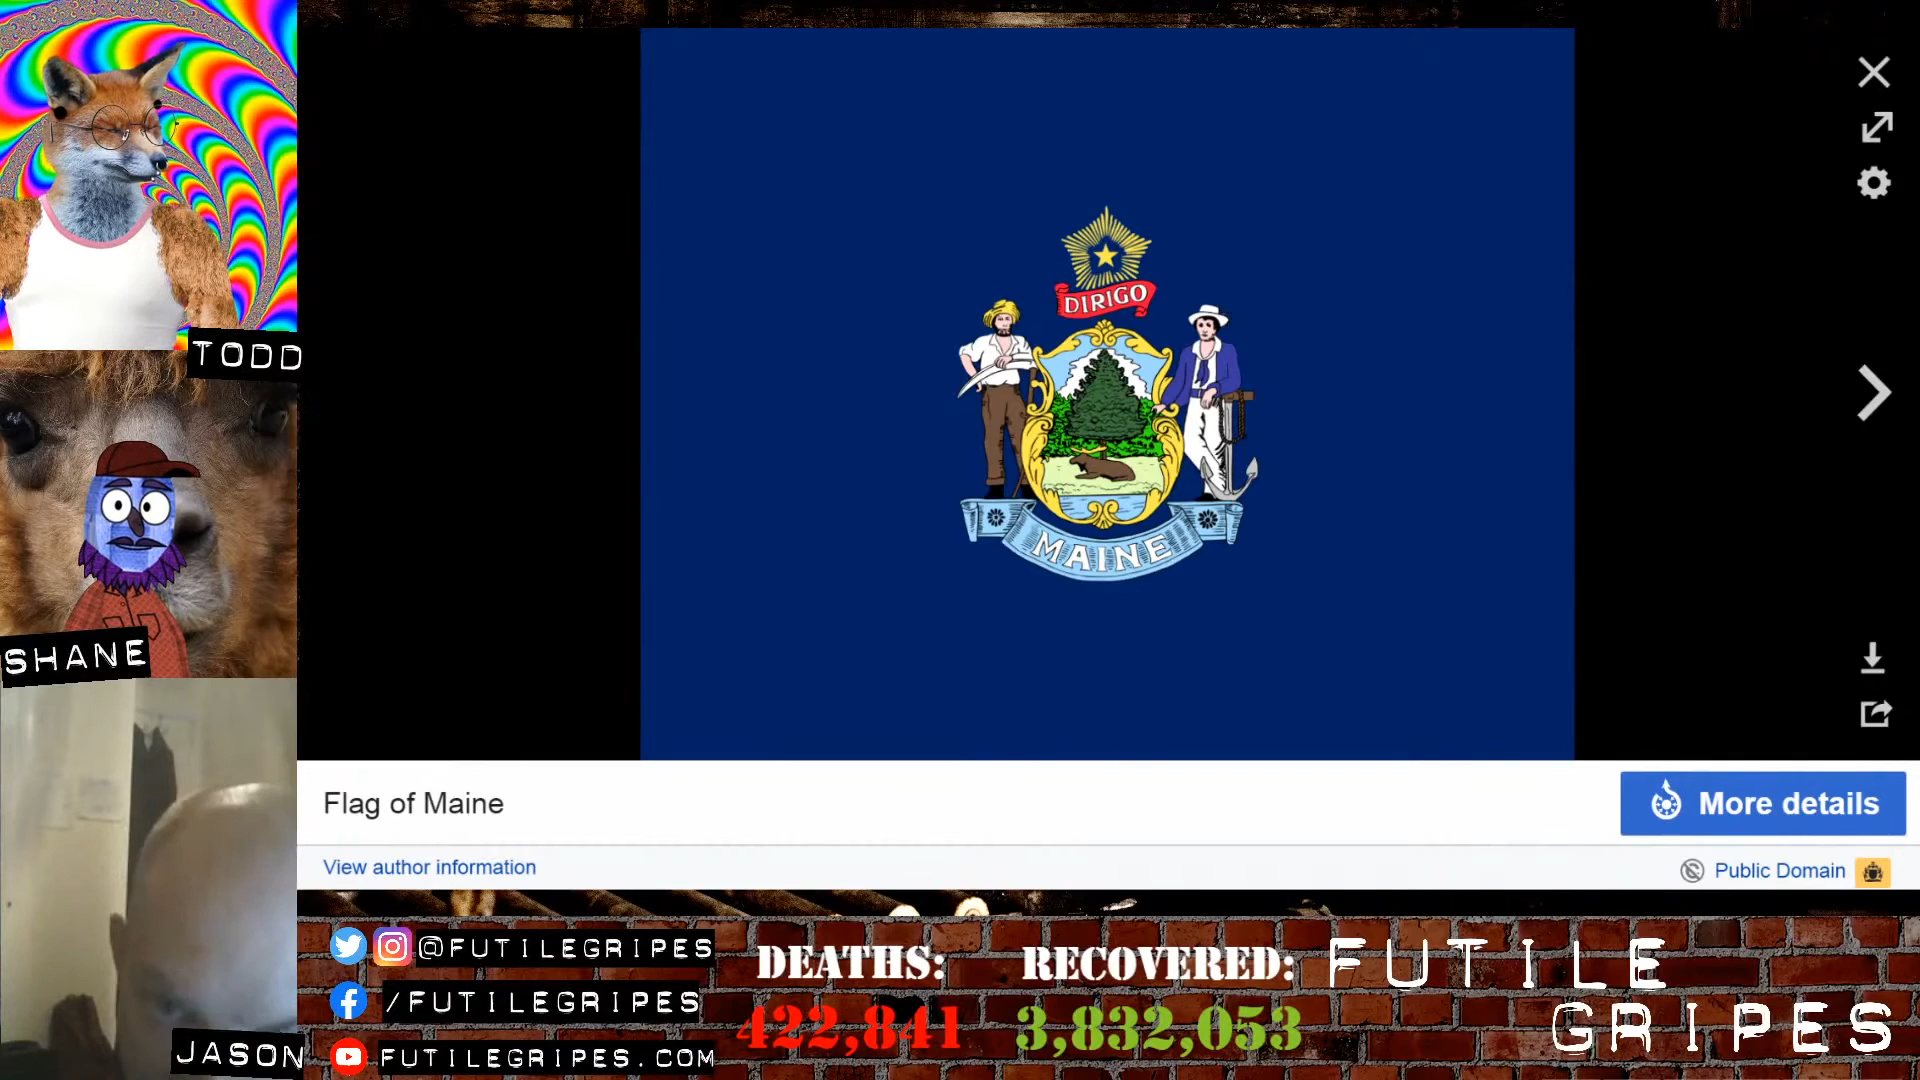 TODD
SHANE
JASON
DIRIGO
MAINE
Flag of Maine
More details
View author information
Public Domain
@FUTILEGRIPES
/FUTILEGRIPES
FUTILEGRIPES.COM
DEATHS:
422,841
RECOVERED:
3,832,053
FUTILE
GRIPES